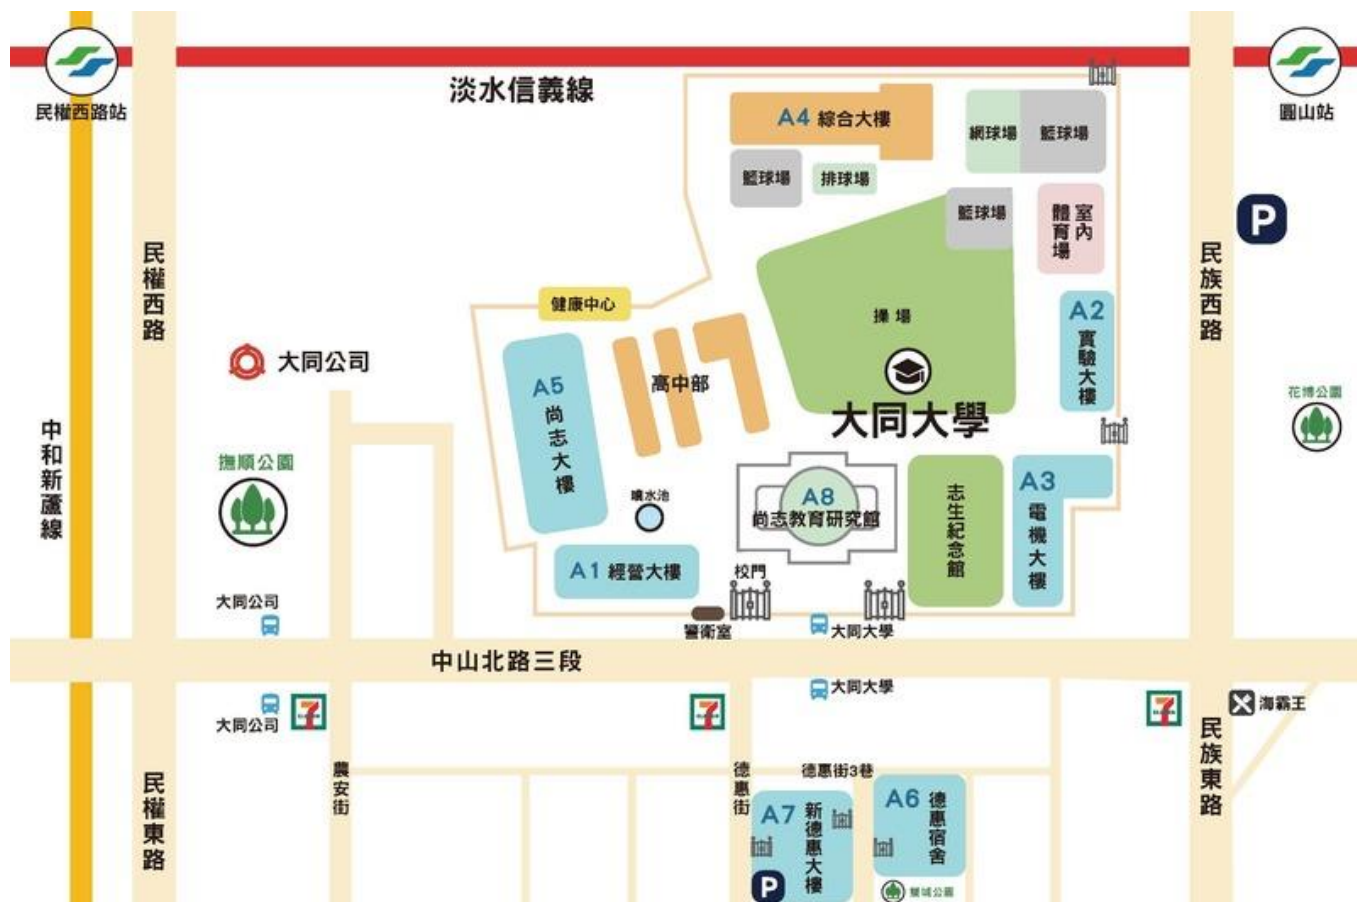 淡水信義線
民權西路站
圓山站
A4 綜合大樓
網球場
籃球場
籃球場
排球場
籃球場
室內體育場
P
民權西路
民族西路
健康中心
操場
A2 實驗大樓
大同公司
高中部
A5 尚志大樓
大同大學
花博公園
中和新蘆線
撫順公園
噴水池
A8
尚志教育研究館
志生紀念館
A3 電機大樓
A1 經營大樓
校門
大同公司
警衛室
大同大學
中山北路三段
大同大學
大同公司
7
7
7
海霸王
民權東路
農安街
德惠街
德惠街3巷
民族東路
A7 新德惠大樓
A6 德惠宿舍
P
雙城公園